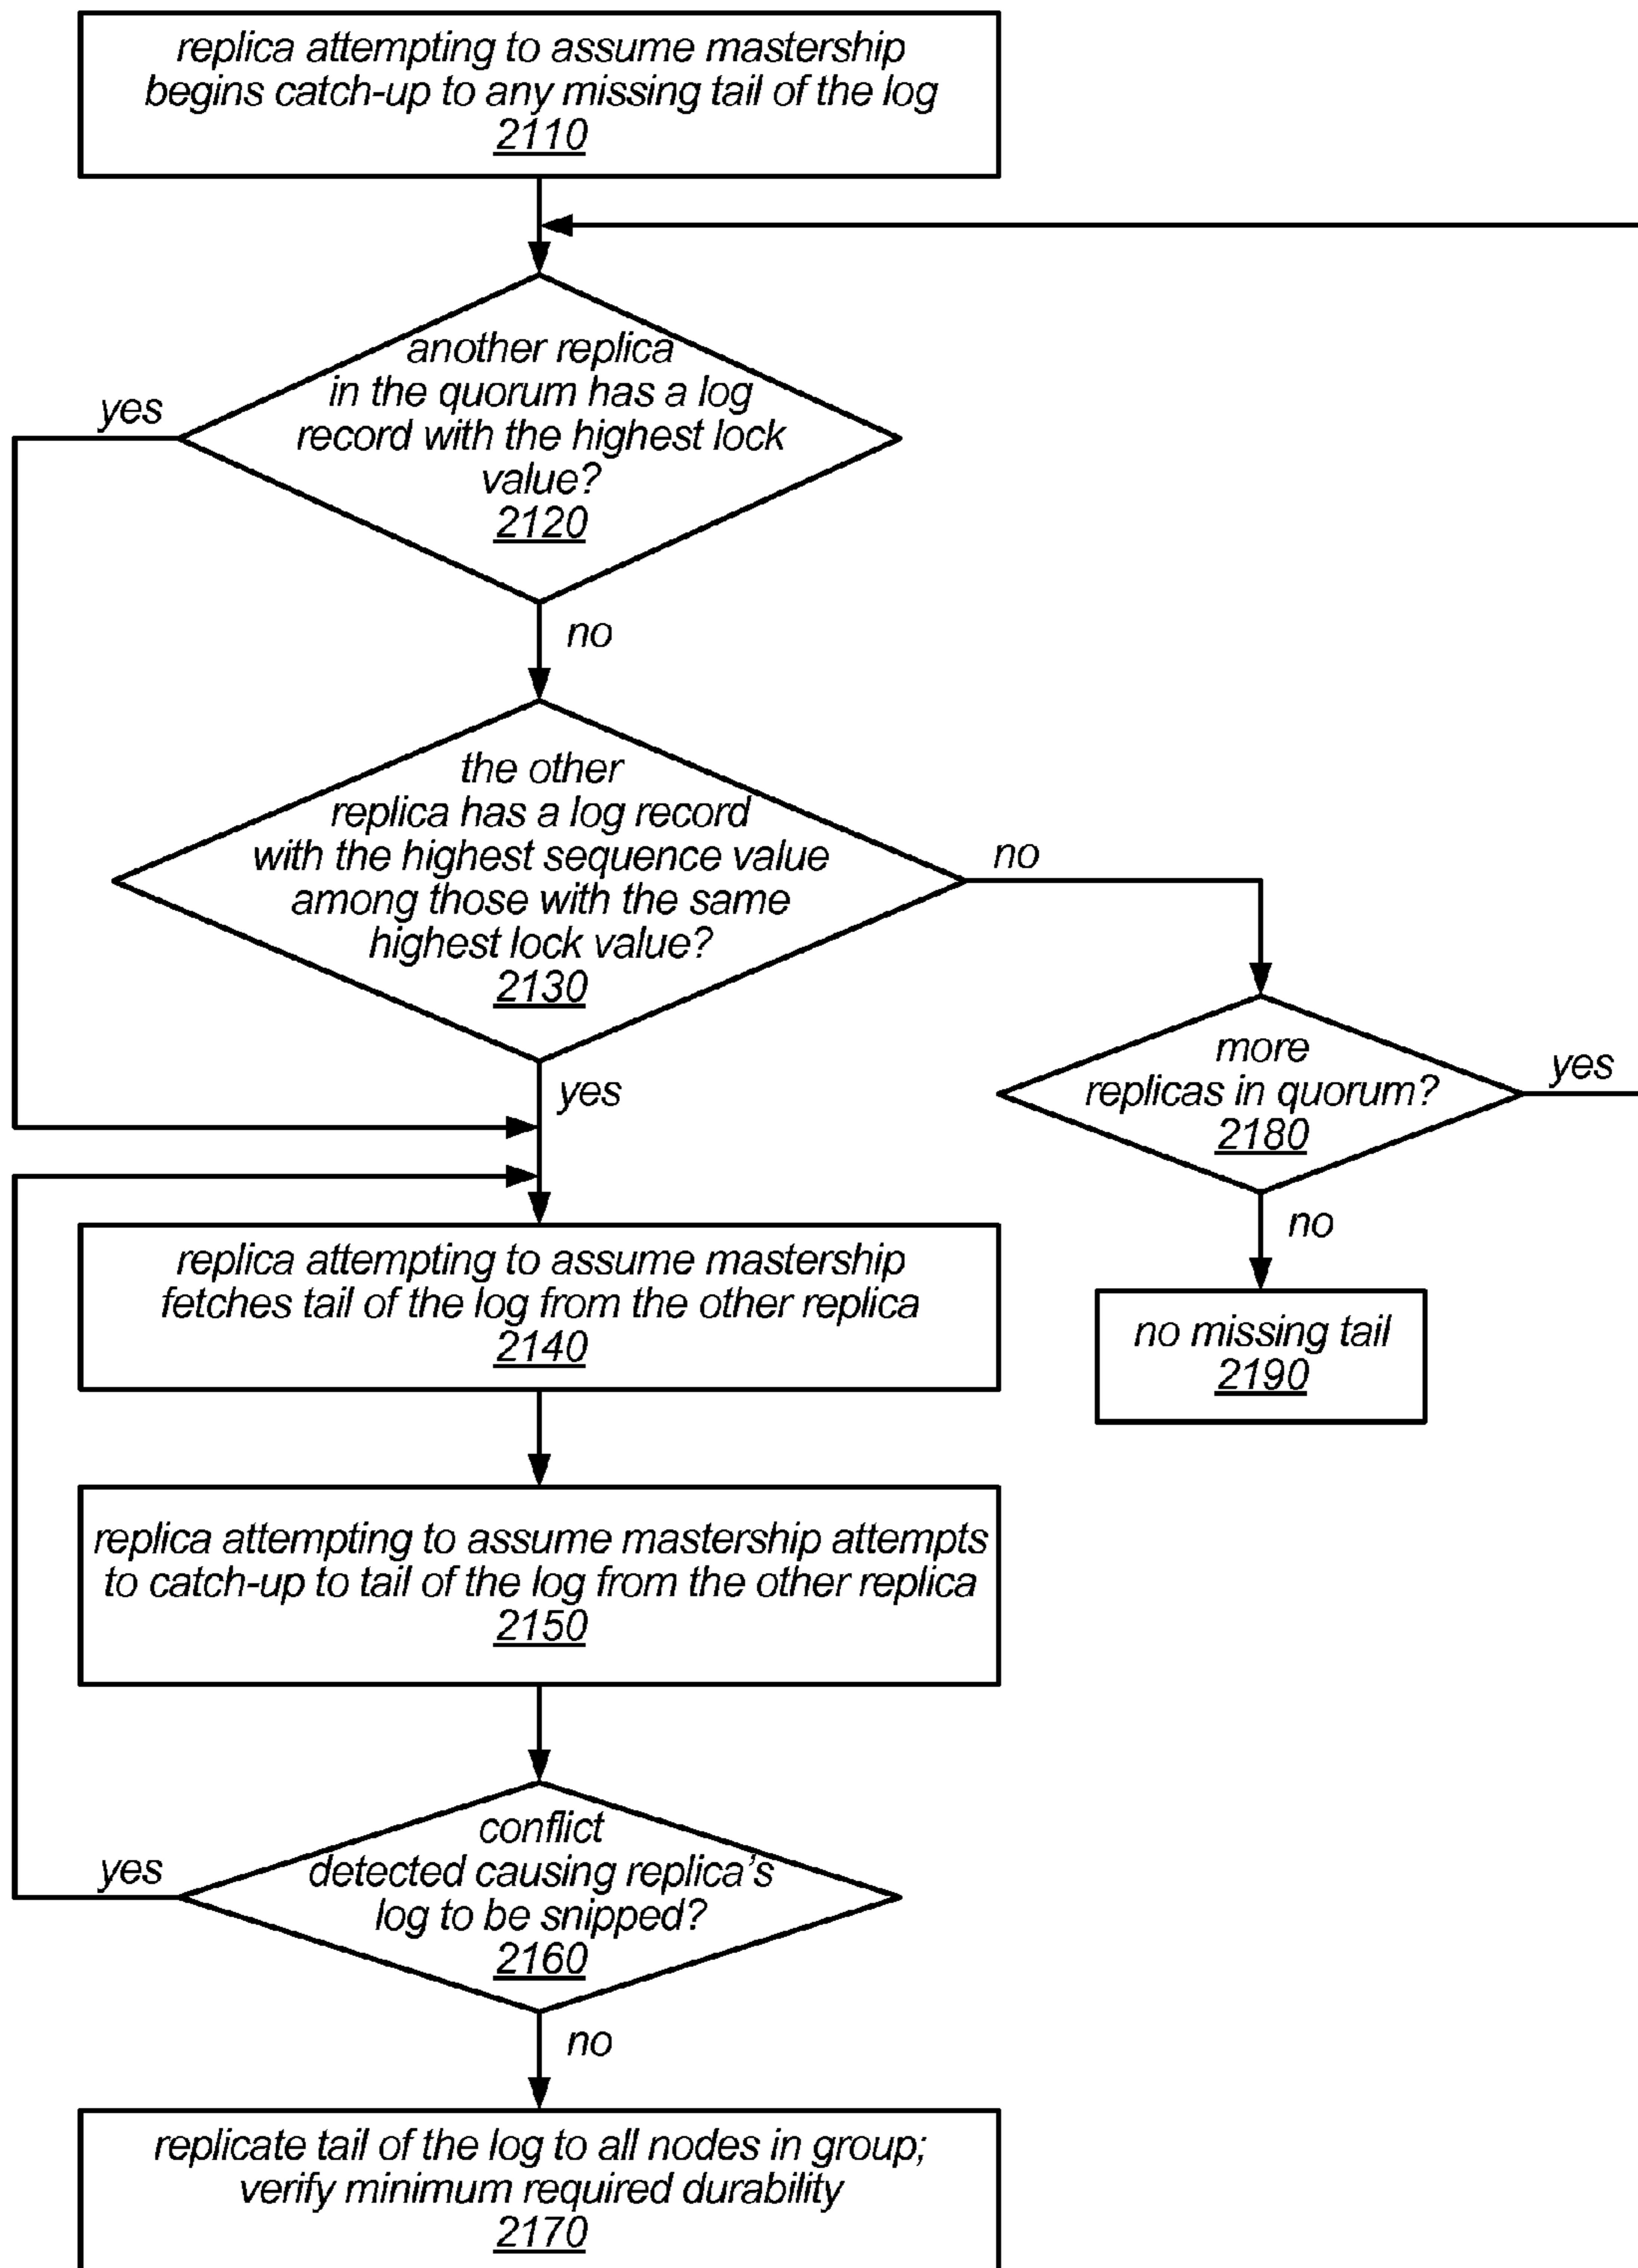 replica attempting to assume mastership
begins catch-up to any missing tail of the log
2110
another replica
in the quorum has a log
record with the highest lock
value?
2120
yes
no
the other
replica has a log record
with the highest sequence value
among those with the same
highest lock value?
2130
no
yes
more
replicas in quorum?
2180
yes
no
no missing tail
2190
replica attempting to assume mastership
fetches tail of the log from the other replica
2140
replica attempting to assume mastership attempts
to catch-up to tail of the log from the other replica
2150
conflict
detected causing replica's
log to be snipped?
2160
yes
no
replicate tail of the log to all nodes in group;
verify minimum required durability
2170